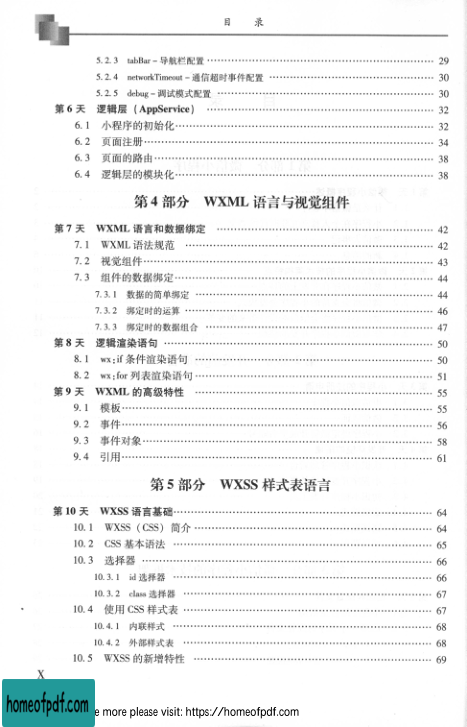 目 录
5.2.3 tabBar－导航栏配置 …… 29
5.2.4 networkTimeout－通信超时事件配置 …… 30
5.2.5 debug－调试模式配置 …… 30
第6天 逻辑层（AppService） …… 32
6.1 小程序的初始化 …… 32
6.2 页面注册 …… 34
6.3 页面的路由 …… 38
6.4 逻辑层的模块化 …… 38
第4部分 WXML 语言与视觉组件
第7天 WXML 语言和数据绑定 …… 42
7.1 WXML 语法规范 …… 42
7.2 视觉组件 …… 43
7.3 组件的数据绑定 …… 44
7.3.1 数据的简单绑定 …… 44
7.3.2 绑定时的运算 …… 46
7.3.3 绑定时的数据组合 …… 47
第8天 逻辑渲染语句 …… 50
8.1 wx:if 条件渲染语句 …… 50
8.2 wx:for 列表渲染语句 …… 51
第9天 WXML 的高级特性 …… 55
9.1 模板 …… 55
9.2 事件 …… 56
9.3 事件对象 …… 58
9.4 引用 …… 61
第5部分 WXSS 样式表语言
第10天 WXSS 语言基础 …… 64
10.1 WXSS（CSS）简介 …… 64
10.2 CSS 基本语法 …… 65
10.3 选择器 …… 66
10.3.1 id 选择器 …… 66
10.3.2 class 选择器 …… 67
10.4 使用 CSS 样式表 …… 67
10.4.1 内联样式 …… 68
10.4.2 外部样式表 …… 68
10.5 WXSS 的新增特性 …… 69
X
homeofpdf.com
e more please visit: https://homeofpdf.com